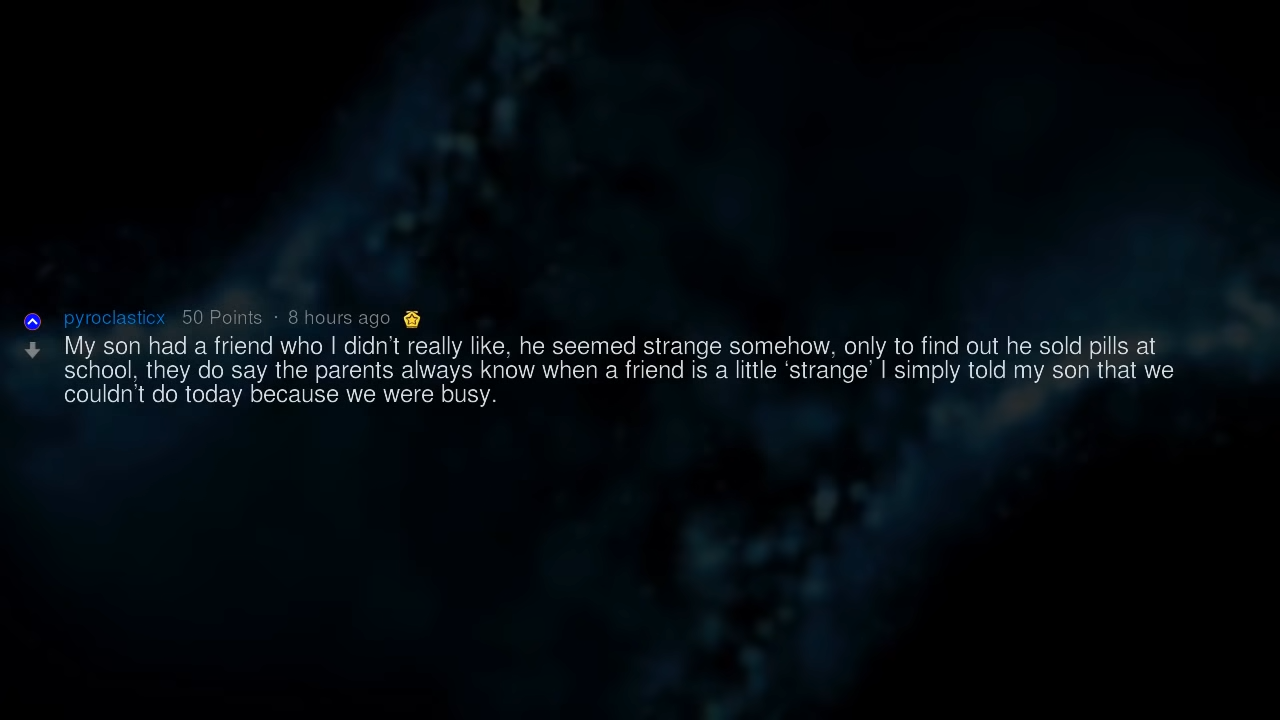 pyroclasticx 50 Points · 8 hours ago
My son had a friend who I didn’t really like, he seemed strange somehow, only to find out he sold pills at
school, they do say the parents always know when a friend is a little ‘strange’ I simply told my son that we
couldn’t do today because we were busy.